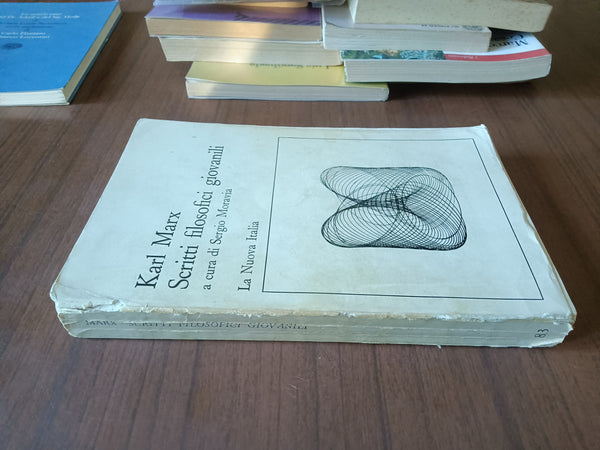 Karl Marx
Scritti filosofici giovanili
a cura di Sergio Moravia
La Nuova Italia
MARX - SCRITTI FILOSOFICI GIOVANILI
83